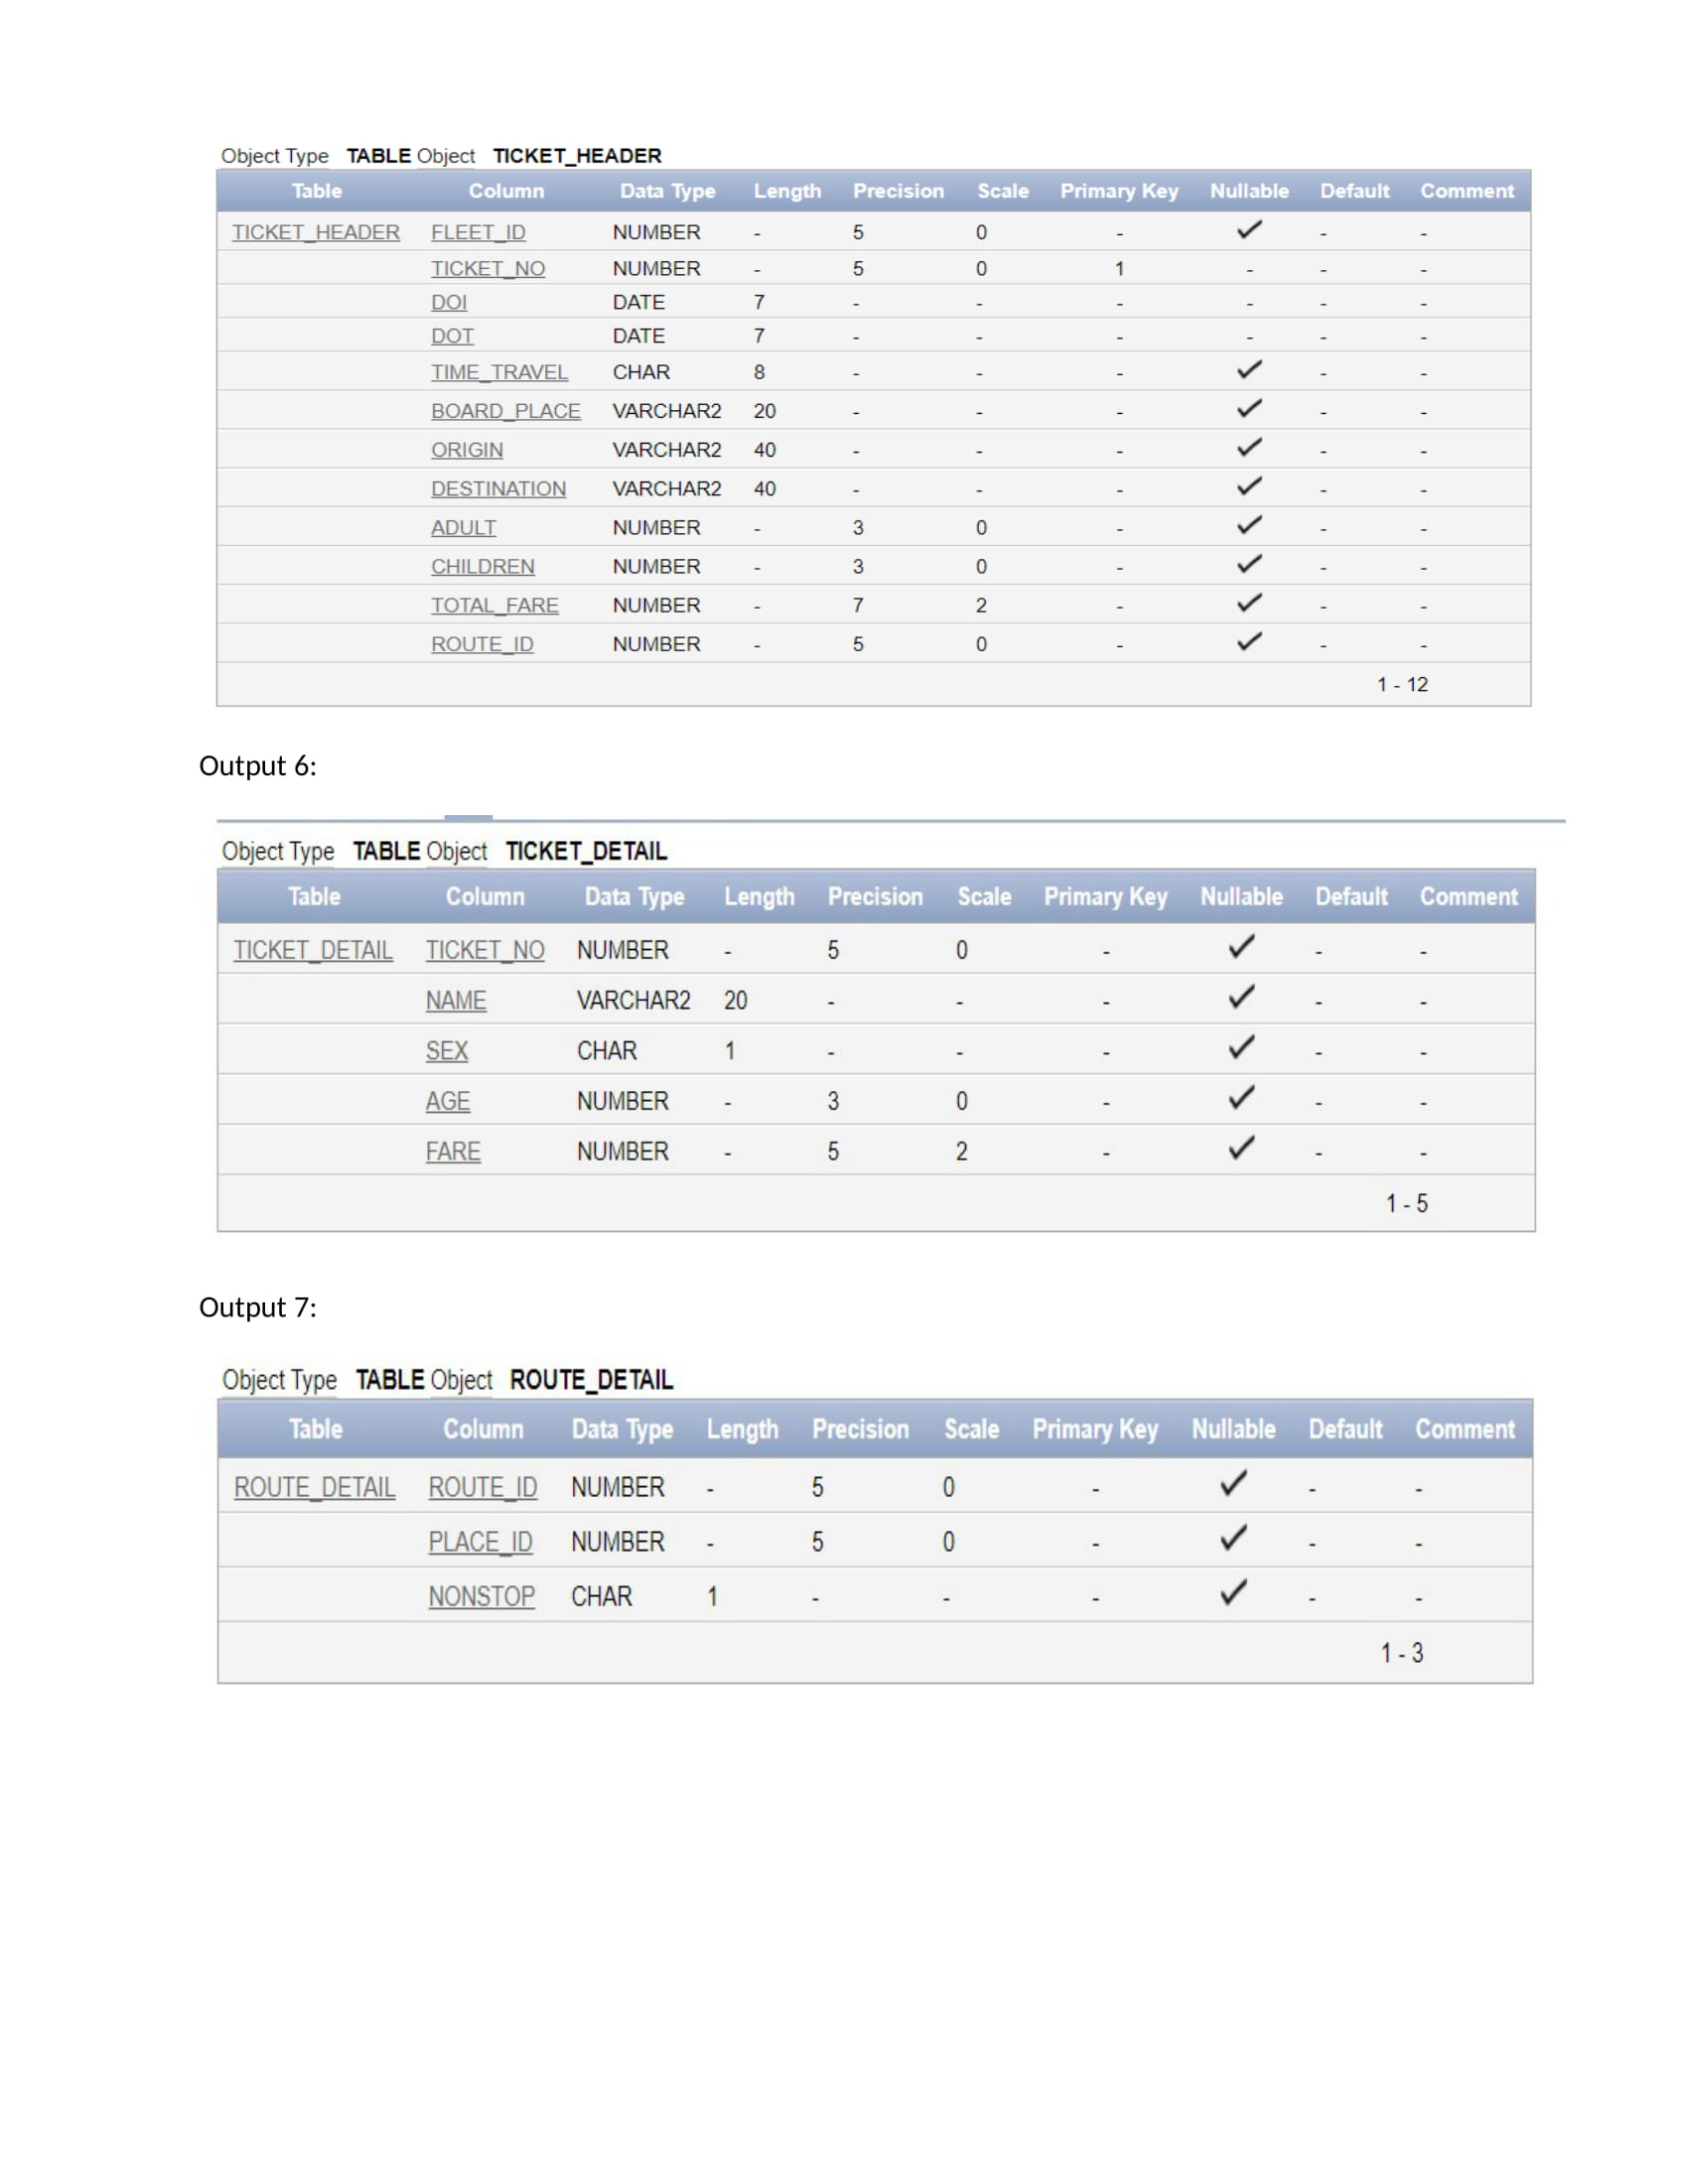 Object Type TABLE Object TICKET_HEADER
Table Column Data Type Length Precision Scale Primary Key Nullable Default Comment
TICKET_HEADER FLEET_ID NUMBER - 5 0 - ✓ - -
TICKET_NO NUMBER - 5 0 1 - - -
DOI DATE 7 - - - - - -
DOT DATE 7 - - - - - -
TIME_TRAVEL CHAR 8 - - - ✓ - -
BOARD_PLACE VARCHAR2 20 - - - ✓ - -
ORIGIN VARCHAR2 40 - - - ✓ - -
DESTINATION VARCHAR2 40 - - - ✓ - -
ADULT NUMBER - 3 0 - ✓ - -
CHILDREN NUMBER - 3 0 - ✓ - -
TOTAL_FARE NUMBER - 7 2 - ✓ - -
ROUTE_ID NUMBER - 5 0 - ✓ - -
1 - 12
Output 6:
Object Type TABLE Object TICKET_DETAIL
Table Column Data Type Length Precision Scale Primary Key Nullable Default Comment
TICKET_DETAIL TICKET_NO NUMBER - 5 0 - ✓ - -
NAME VARCHAR2 20 - - - ✓ - -
SEX CHAR 1 - - - ✓ - -
AGE NUMBER - 3 0 - ✓ - -
FARE NUMBER - 5 2 - ✓ - -
1 - 5
Output 7:
Object Type TABLE Object ROUTE_DETAIL
Table Column Data Type Length Precision Scale Primary Key Nullable Default Comment
ROUTE_DETAIL ROUTE_ID NUMBER - 5 0 - ✓ - -
PLACE_ID NUMBER - 5 0 - ✓ - -
NONSTOP CHAR 1 - - - ✓ - -
1 - 3